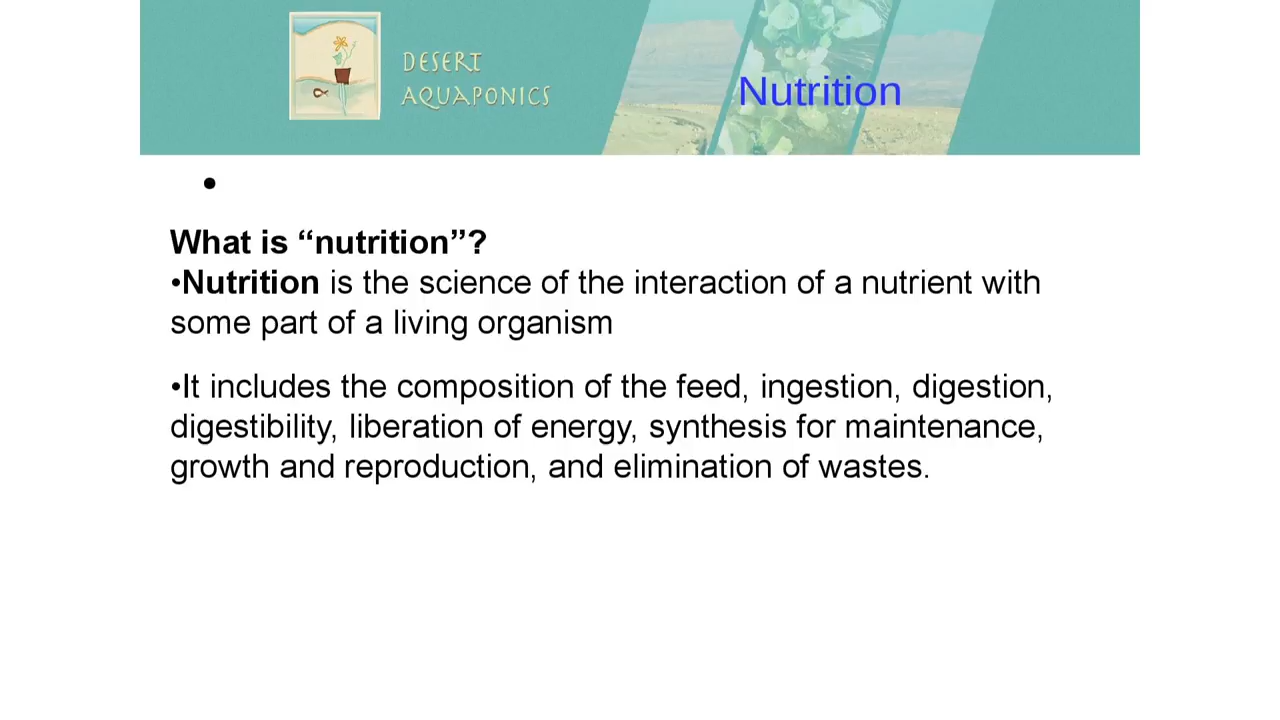 DESERT
AQUAPONICS
Nutrition
•
What is “nutrition”?
•Nutrition is the science of the interaction of a nutrient with
some part of a living organism
•It includes the composition of the feed, ingestion, digestion,
digestibility, liberation of energy, synthesis for maintenance,
growth and reproduction, and elimination of wastes.